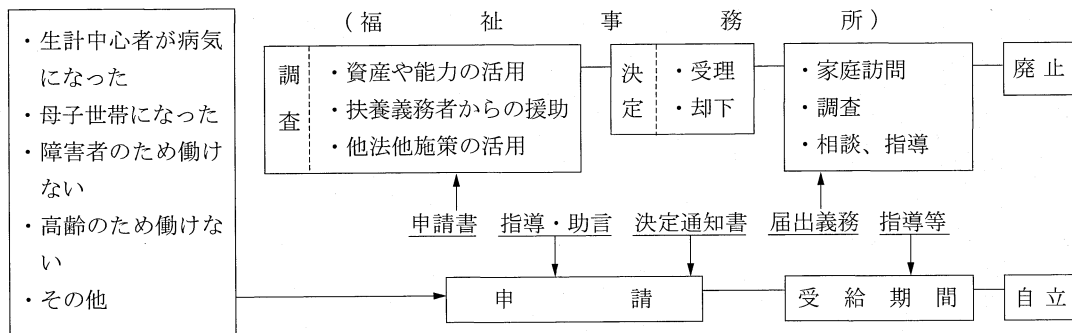 (福祉事務所)
・生計中心者が病気
になった
・母子世帯になった
・障害者のため働け
ない
・高齢のため働けな
い
・その他
調査
・資産や能力の活用
・扶養義務者からの援助
・他法他施策の活用
決定
・受理
・却下
・家庭訪問
・調査
・相談、指導
廃止
申請書 指導・助言 決定通知書 届出義務 指導等
申請
受給期間
自立